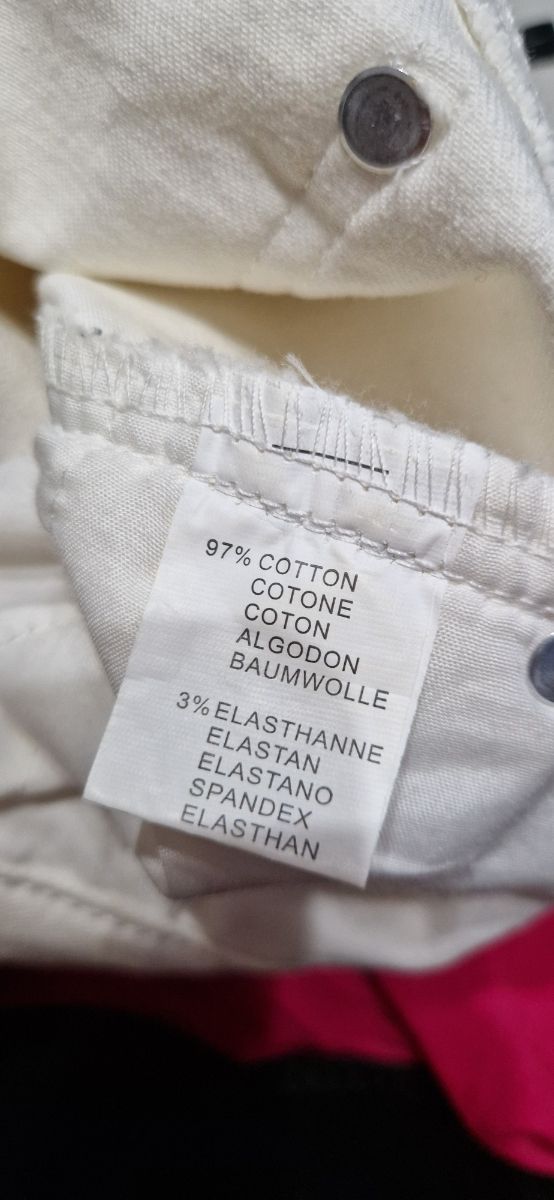 97% COTTON
COTONE
COTON
ALGODON
BAUMWOLLE
3% ELASTHANNE
ELASTAN
ELASTANO
SPANDEX
ELASTHAN